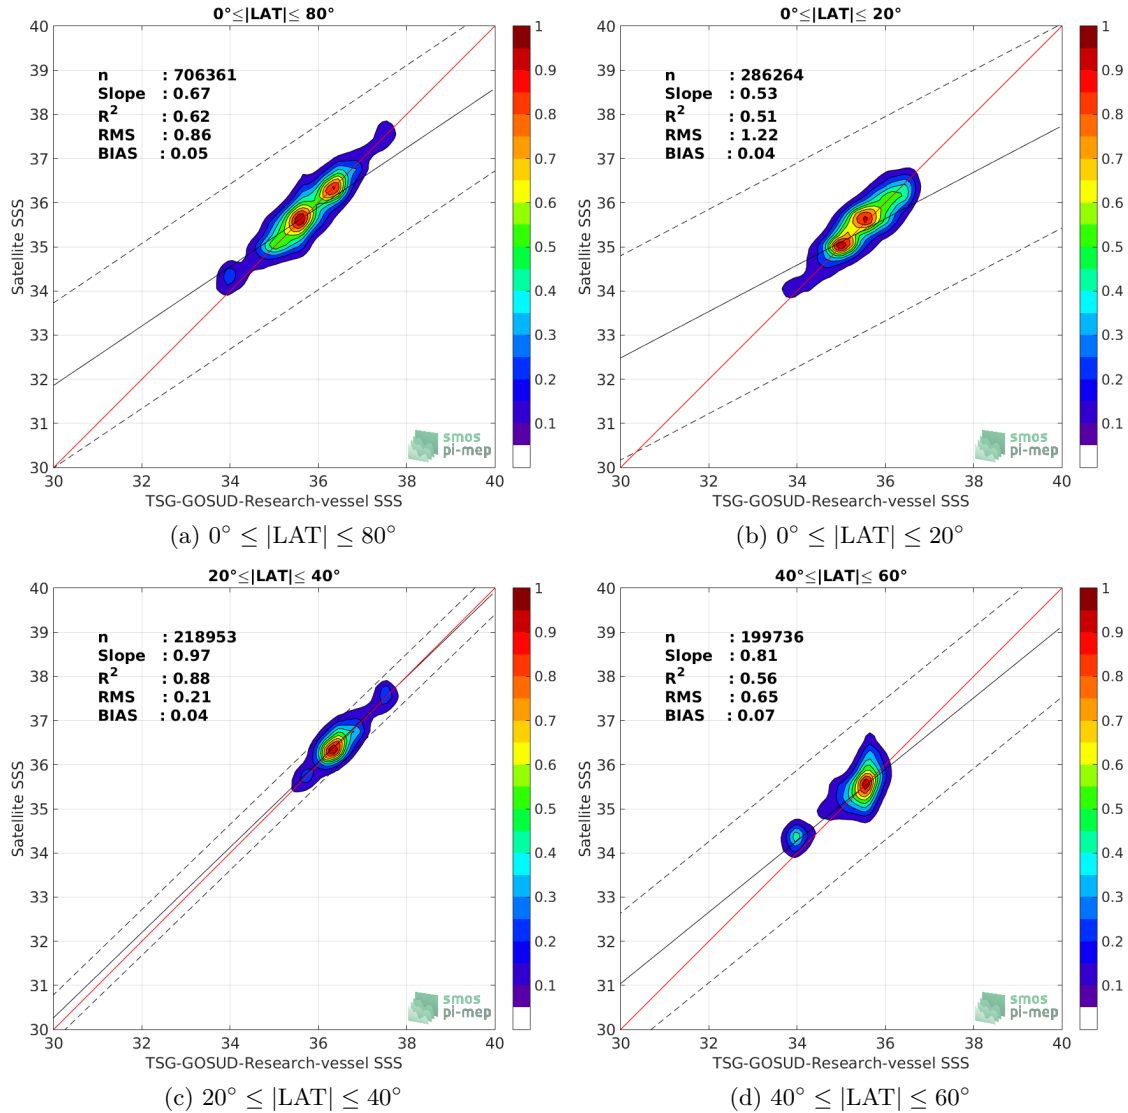 0°≤|LAT|≤ 80°
40
39
38
37
36
35
34
33
32
31
30
n : 706361
Slope : 0.67
R² : 0.62
RMS : 0.86
BIAS : 0.05
Satellite SSS
smos
pi-mep
30 32 34 36 38 40
TSG-GOSUD-Research-vessel SSS
1
0.9
0.8
0.7
0.6
0.5
0.4
0.3
0.2
0.1
(a) 0° ≤ |LAT| ≤ 80°
0°≤|LAT|≤ 20°
40
39
38
37
36
35
34
33
32
31
30
n : 286264
Slope : 0.53
R² : 0.51
RMS : 1.22
BIAS : 0.04
Satellite SSS
smos
pi-mep
30 32 34 36 38 40
TSG-GOSUD-Research-vessel SSS
1
0.9
0.8
0.7
0.6
0.5
0.4
0.3
0.2
0.1
(b) 0° ≤ |LAT| ≤ 20°
20°≤|LAT|≤ 40°
40
39
38
37
36
35
34
33
32
31
30
n : 218953
Slope : 0.97
R² : 0.88
RMS : 0.21
BIAS : 0.04
Satellite SSS
smos
pi-mep
30 32 34 36 38 40
TSG-GOSUD-Research-vessel SSS
1
0.9
0.8
0.7
0.6
0.5
0.4
0.3
0.2
0.1
(c) 20° ≤ |LAT| ≤ 40°
40°≤|LAT|≤ 60°
40
39
38
37
36
35
34
33
32
31
30
n : 199736
Slope : 0.81
R² : 0.56
RMS : 0.65
BIAS : 0.07
Satellite SSS
smos
pi-mep
30 32 34 36 38 40
TSG-GOSUD-Research-vessel SSS
1
0.9
0.8
0.7
0.6
0.5
0.4
0.3
0.2
0.1
(d) 40° ≤ |LAT| ≤ 60°